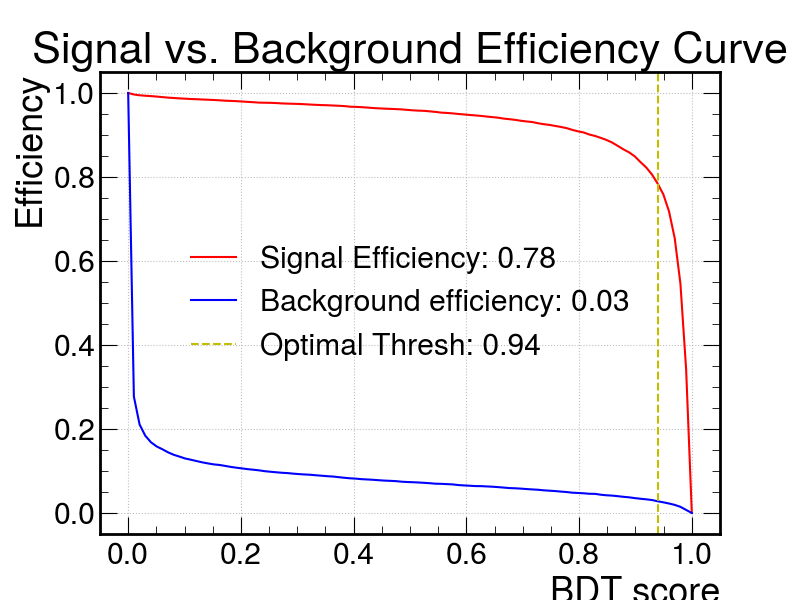 Signal vs. Background Efficiency Curve
Efficiency
1.0
0.8
0.6
0.4
0.2
0.0
Signal Efficiency: 0.78
Background efficiency: 0.03
Optimal Thresh: 0.94
0.0 0.2 0.4 0.6 0.8 1.0
BDT score